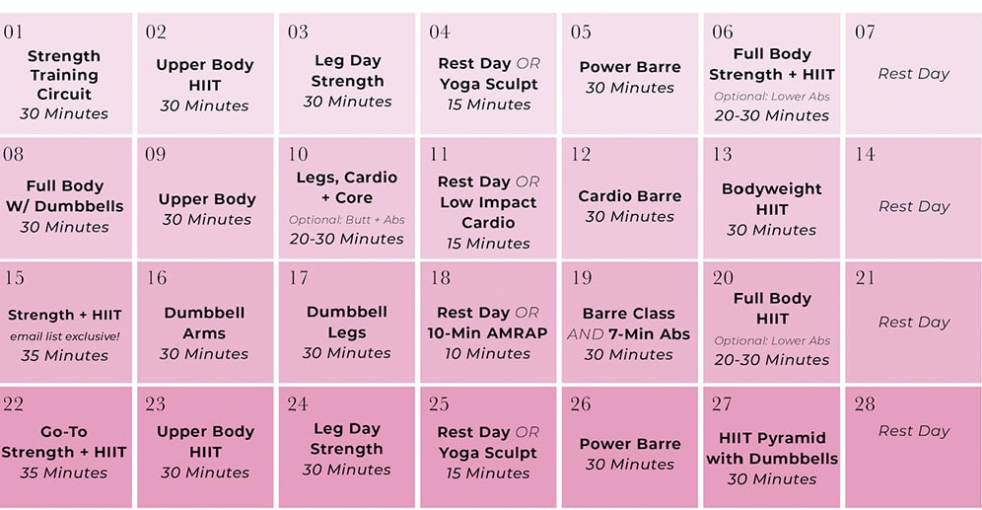 01
Strength
Training
Circuit
30 Minutes
02
Upper Body
HIIT
30 Minutes
03
Leg Day
Strength
30 Minutes
04
Rest Day OR
Yoga Sculpt
15 Minutes
05
Power Barre
30 Minutes
06
Full Body
Strength + HIIT
Optional: Lower Abs
20-30 Minutes
07
Rest Day
08
Full Body
W/ Dumbbells
30 Minutes
09
Upper Body
30 Minutes
10
Legs, Cardio
+ Core
Optional: Butt + Abs
20-30 Minutes
11
Rest Day OR
Low Impact
Cardio
15 Minutes
12
Cardio Barre
30 Minutes
13
Bodyweight
HIIT
30 Minutes
14
Rest Day
15
Strength + HIIT
email list exclusive!
35 Minutes
16
Dumbbell
Arms
30 Minutes
17
Dumbbell
Legs
30 Minutes
18
Rest Day OR
10-Min AMRAP
10 Minutes
19
Barre Class
AND 7-Min Abs
30 Minutes
20
Full Body
HIIT
Optional: Lower Abs
20-30 Minutes
21
Rest Day
22
Go-To
Strength + HIIT
35 Minutes
23
Upper Body
HIIT
30 Minutes
24
Leg Day
Strength
30 Minutes
25
Rest Day OR
Yoga Sculpt
15 Minutes
26
Power Barre
30 Minutes
27
HIIT Pyramid
with Dumbbells
30 Minutes
28
Rest Day